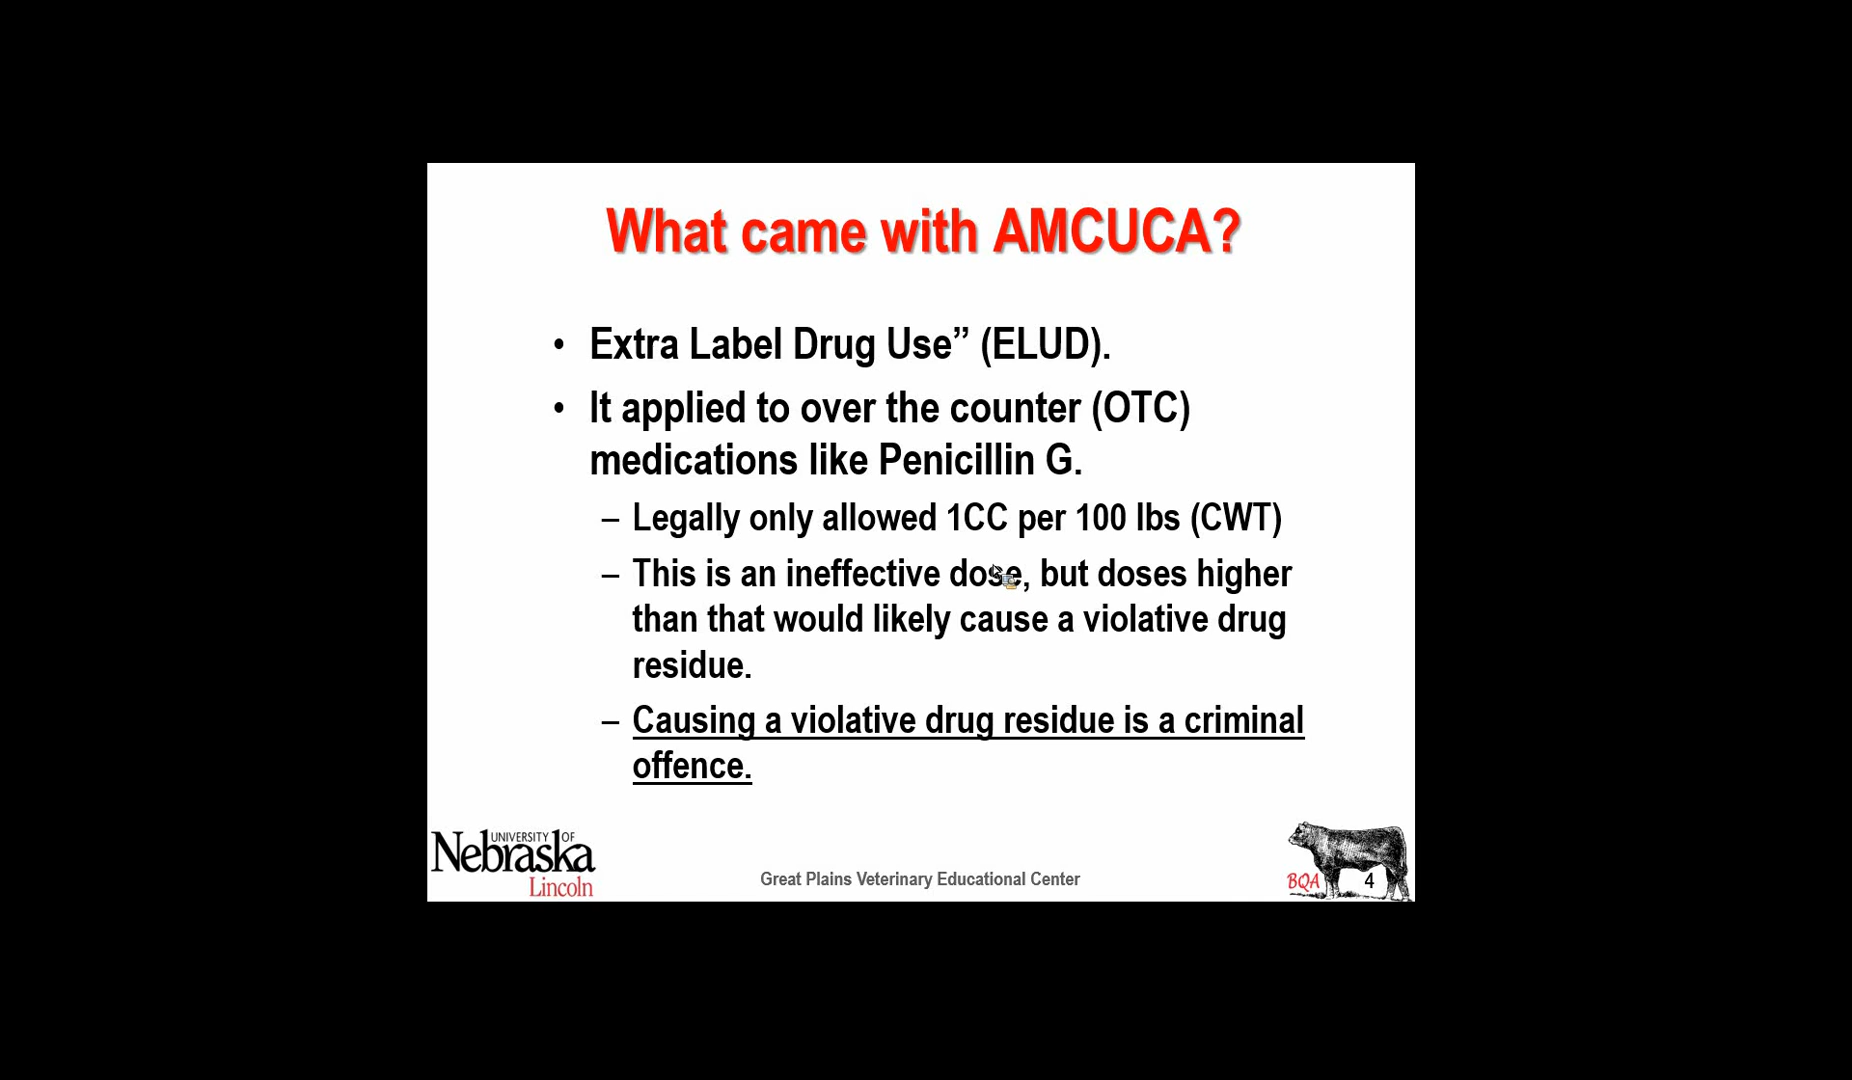 What came with AMCUCA?
• Extra Label Drug Use” (ELUD).
• It applied to over the counter (OTC)
medications like Penicillin G.
– Legally only allowed 1CC per 100 lbs (CWT)
– This is an ineffective dose, but doses higher
than that would likely cause a violative drug
residue.
– Causing a violative drug residue is a criminal
offence.
UNIVERSITY OF
Nebraska
Lincoln
Great Plains Veterinary Educational Center
BQA
4